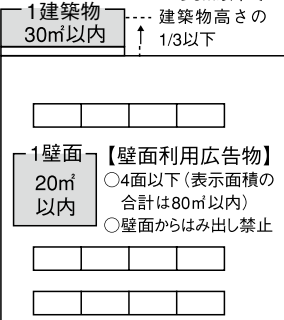 1建築物
30㎡以内
建築物高さの
1/3以下
1壁面
20㎡
以内
【壁面利用広告物】
○4面以下（表示面積の
合計は80㎡以内）
○壁面からはみ出し禁止